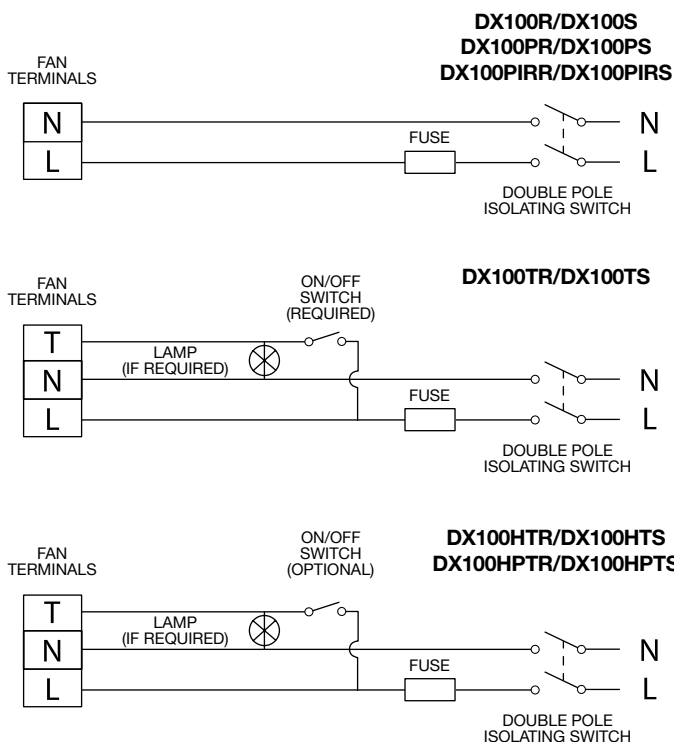 DX100R/DX100S
DX100PR/DX100PS
DX100PIRR/DX100PIRS
FAN
TERMINALS
N
L
FUSE
N
L
DOUBLE POLE
ISOLATING SWITCH
DX100TR/DX100TS
FAN
TERMINALS
ON/OFF
SWITCH
(REQUIRED)
T
N
L
LAMP
(IF REQUIRED)
FUSE
N
L
DOUBLE POLE
ISOLATING SWITCH
DX100HTR/DX100HTS
DX100HPTR/DX100HPTS
FAN
TERMINALS
ON/OFF
SWITCH
(OPTIONAL)
T
N
L
LAMP
(IF REQUIRED)
FUSE
N
L
DOUBLE POLE
ISOLATING SWITCH